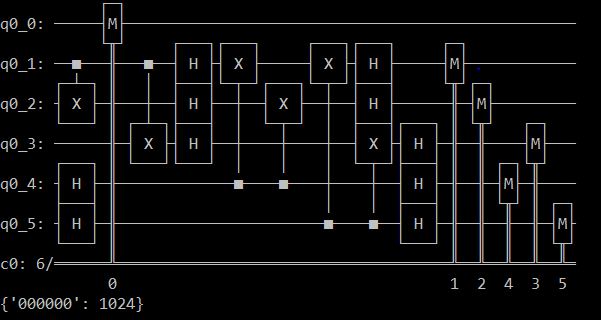 q0_0: M
q0_1: H X X H M
q0_2: X H X H M
q0_3: X H X H M
q0_4: H H M
q0_5: H H M
c0: 6/
0 1 2 4 3 5
{'000000': 1024}